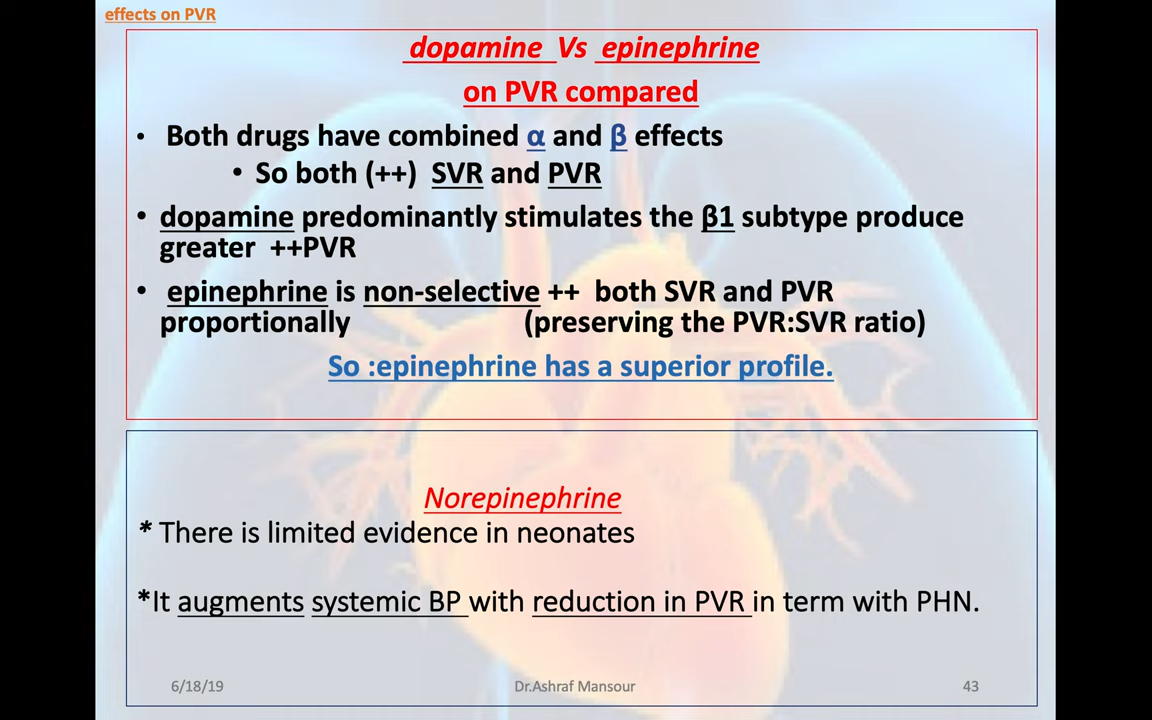 effects on PVR
dopamine Vs epinephrine
on PVR compared
• Both drugs have combined α and β effects
• So both (++) SVR and PVR
• dopamine predominantly stimulates the β1 subtype produce
greater ++PVR
• epinephrine is non-selective ++ both SVR and PVR
proportionally (preserving the PVR:SVR ratio)
So :epinephrine has a superior profile.
Norepinephrine
* There is limited evidence in neonates
*It augments systemic BP with reduction in PVR in term with PHN.
6/18/19 Dr.Ashraf Mansour 43